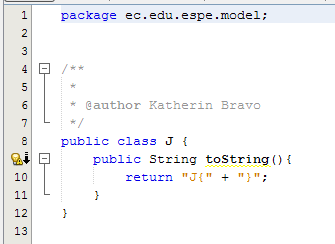 1 package ec.edu.espe.model;
2
3
4 /**
5 *
6 * @author Katherin Bravo
7 */
8 public class J {
public String toString(){
10 return "J{" + "}";
11 }
12 }
13